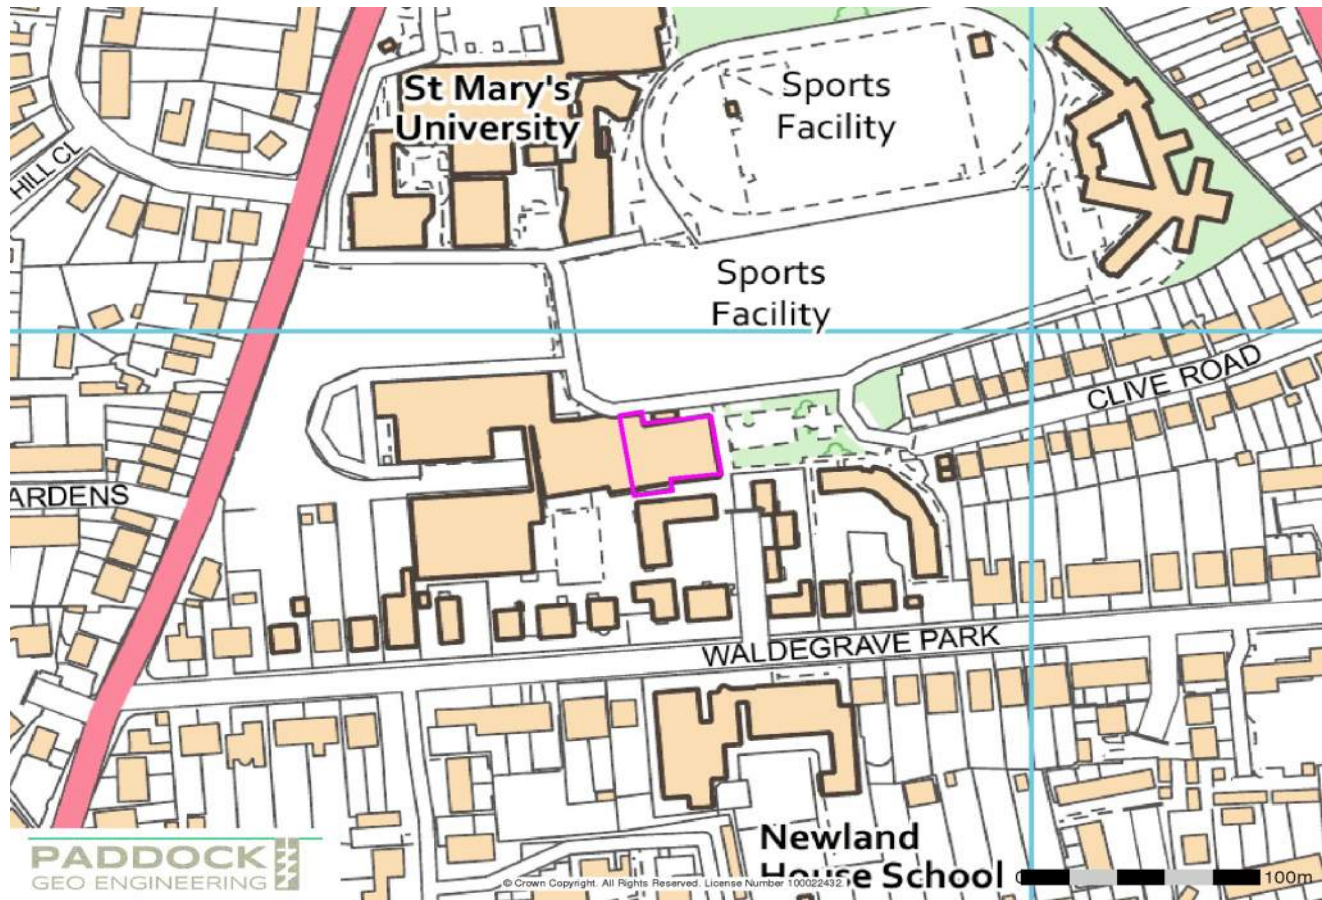 St Mary's
University
Sports
Facility
HILL CL
Sports
Facility
CLIVE ROAD
ARDENS
WALDEGRAVE PARK
Newland
House School
PADDOCK
GEO ENGINEERING
© Crown Copyright. All Rights Reserved. License Number 100022432.
0
100m